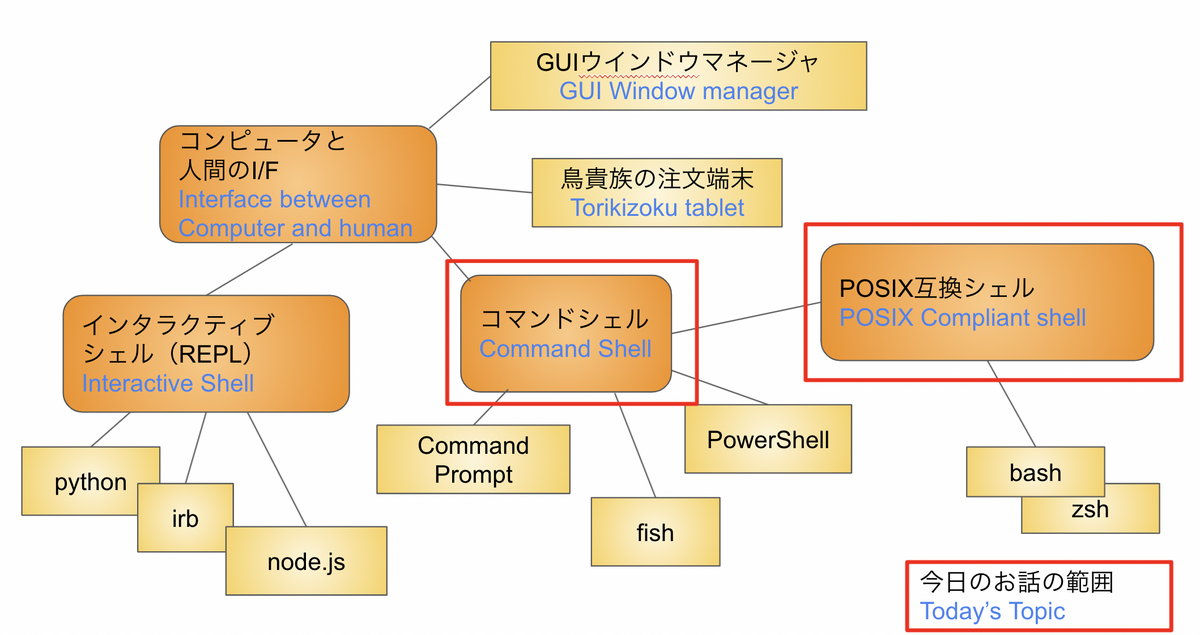 GUIウインドウマネージャ
GUI Window manager
コンピュータと
人間のI/F
Interface between
Computer and human
鳥貴族の注文端末
Torikizoku tablet
POSIX互換シェル
POSIX Compliant shell
コマンドシェル
Command Shell
インタラクティブ
シェル（REPL）
Interactive Shell
Command
Prompt
PowerShell
python
irb
node.js
fish
bash
zsh
今日のお話の範囲
Today’s Topic